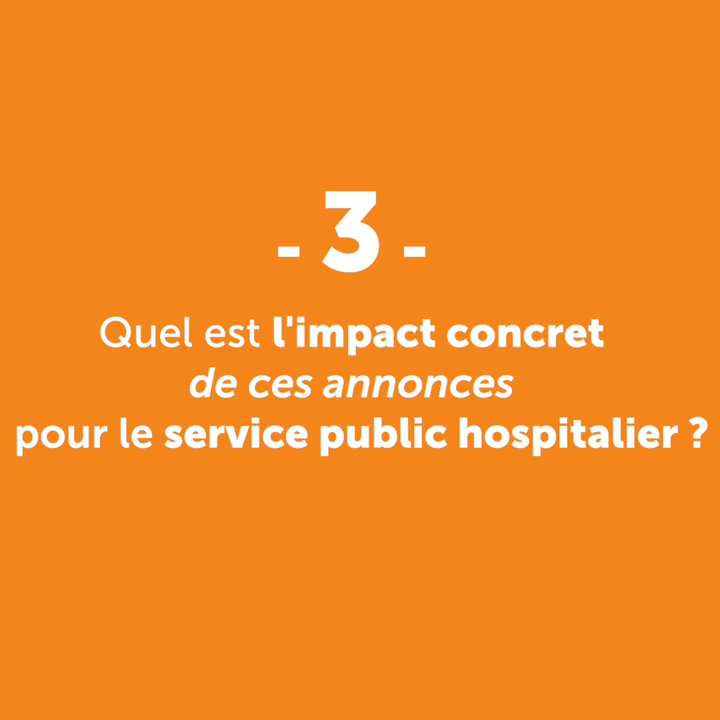 - 3 -
Quel est l'impact concret
de ces annonces
pour le service public hospitalier ?